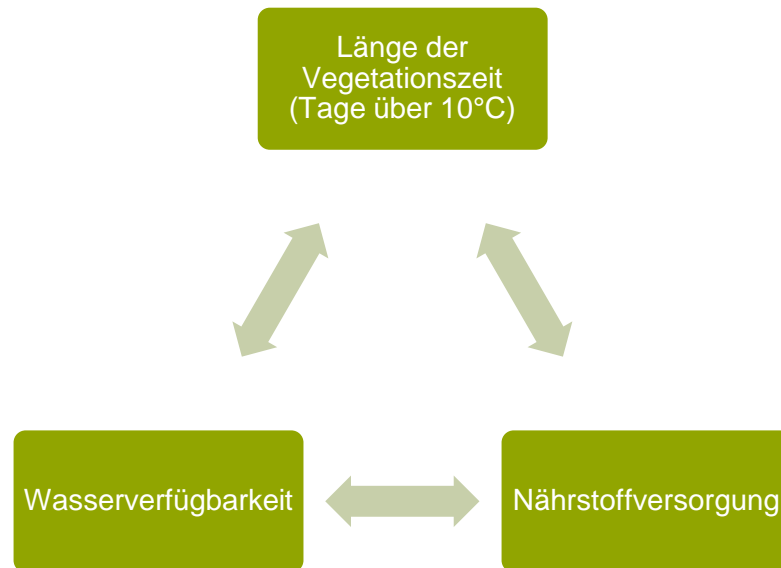 Länge der
Vegetationszeit
(Tage über 10°C)
Wasserverfügbarkeit
Nährstoffversorgung